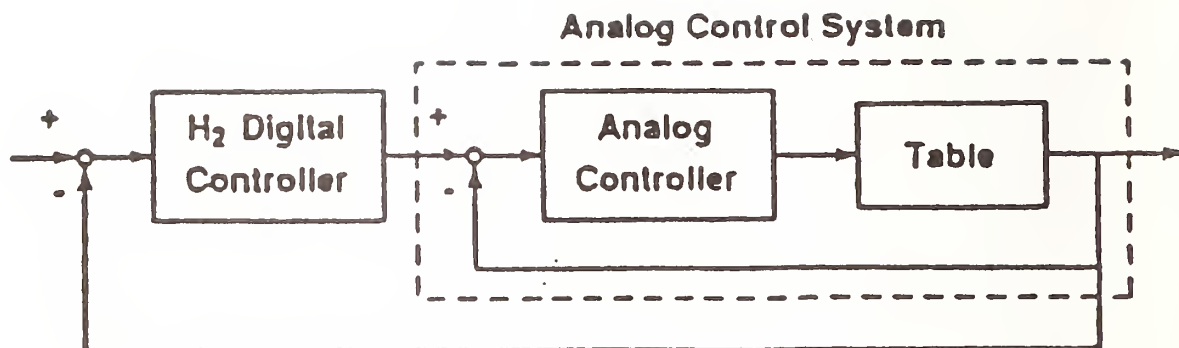 Analog Control System
+
H₂ Digital
Controller
-
+
Analog
Controller
-
Table